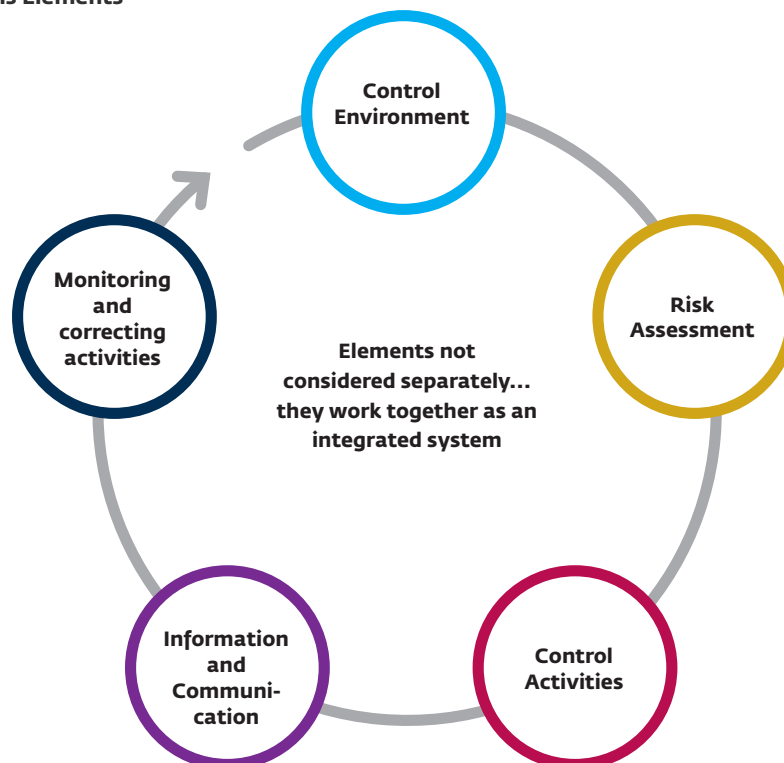 Elements
Control
Environment
Risk
Assessment
Control
Activities
Information
and
Communi-
cation
Monitoring
and
correcting
activities
Elements not
considered separately...
they work together as an
integrated system